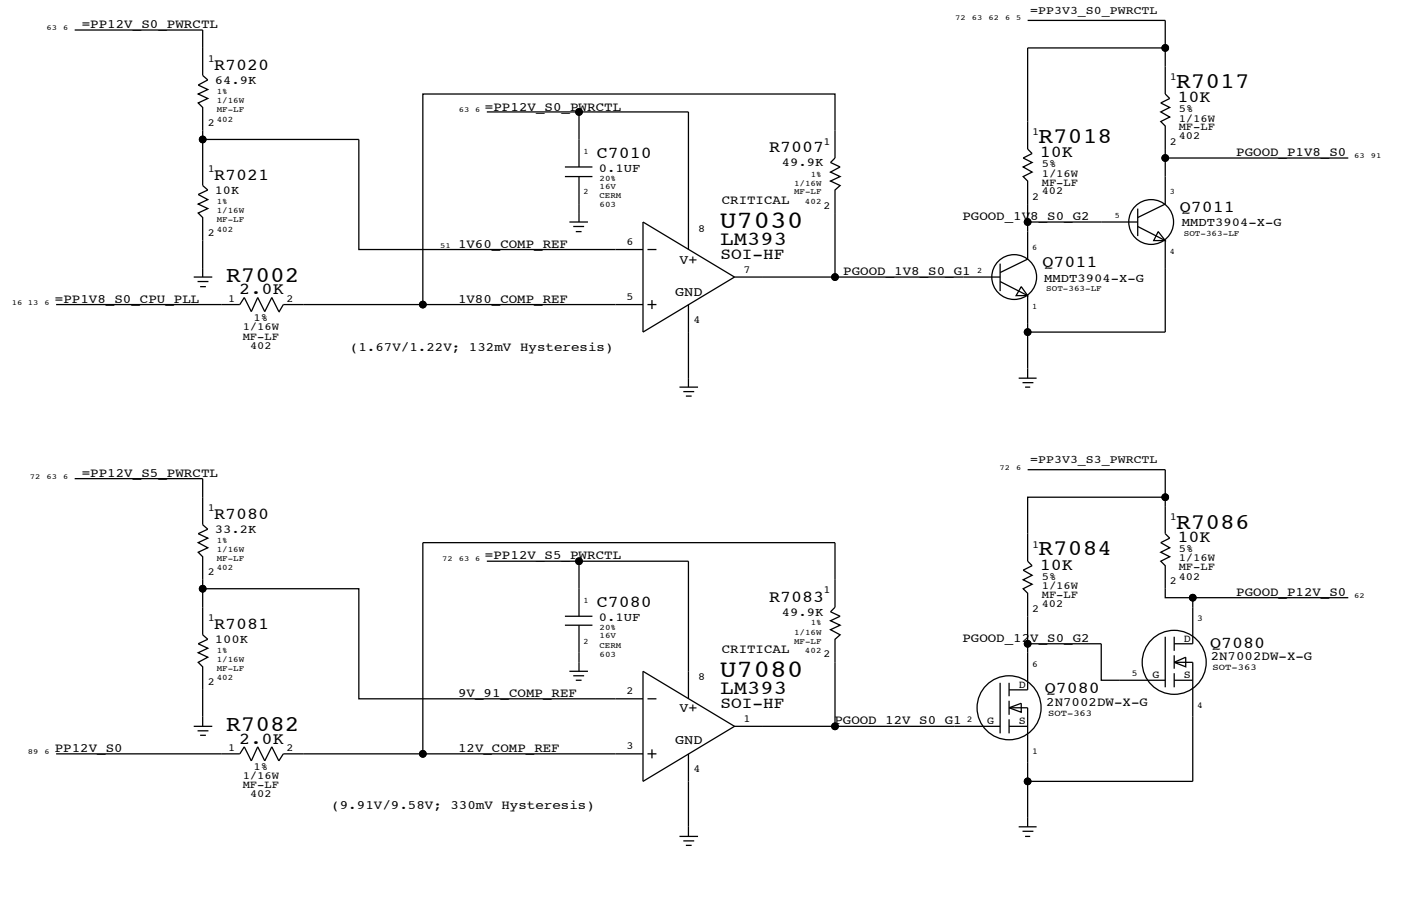 63 6 =PP12V_S0_PWRCTL
1 R7020
64.9K
1%
1/16W
MF-LF
2 402
1 R7021
10K
1%
1/16W
MF-LF
2 402
R7002
2.0K
16 13 6 =PP1V8_S0_CPU_PLL 1 2
1%
1/16W
MF-LF
402
63 6 =PP12V_S0_PWRCTL
1 C7010
0.1UF
20%
16V
2 CERM
603
R7007 1
49.9K
1%
1/16W
MF-LF
402 2
CRITICAL
U7030
LM393
SOI-HF
8
V+
51 1V60_COMP_REF 6 −
7
GND
1V80_COMP_REF 5 +
4
(1.67V/1.22V; 132mV Hysteresis)
PGOOD_1V8_S0_G1 2
72 63 62 6 5 =PP3V3_S0_PWRCTL
1 R7017
10K
5%
1/16W
MF-LF
2 402
1 R7018
10K
5%
1/16W
MF-LF
2 402
PGOOD_P1V8_S0 63 91
PGOOD_1V8_S0_G2 5
3
Q7011
MMDT3904-X-G
SOT-363-LF
4
6
Q7011
MMDT3904-X-G
SOT-363-LF
1
72 63 6 =PP12V_S5_PWRCTL
1 R7080
33.2K
1%
1/16W
MF-LF
2 402
1 R7081
100K
1%
1/16W
MF-LF
2 402
R7082
2.0K
89 6 PP12V_S0 1 2
1%
1/16W
MF-LF
402
72 63 6 =PP12V_S5_PWRCTL
1 C7080
0.1UF
20%
16V
2 CERM
603
R7083 1
49.9K
1%
1/16W
MF-LF
402 2
CRITICAL
U7080
LM393
SOI-HF
8
V+
9V_91_COMP_REF 2 −
1
GND
12V_COMP_REF 3 +
4
(9.91V/9.58V; 330mV Hysteresis)
PGOOD_12V_S0_G1 2
72 6 =PP3V3_S3_PWRCTL
1 R7086
10K
5%
1/16W
MF-LF
2 402
1 R7084
10K
5%
1/16W
MF-LF
2 402
PGOOD_P12V_S0 62
PGOOD_12V_S0_G2
3
D
Q7080
2N7002DW-X-G
SOT-363
5 G S
4
6
D
Q7080
2N7002DW-X-G
SOT-363
G S
1